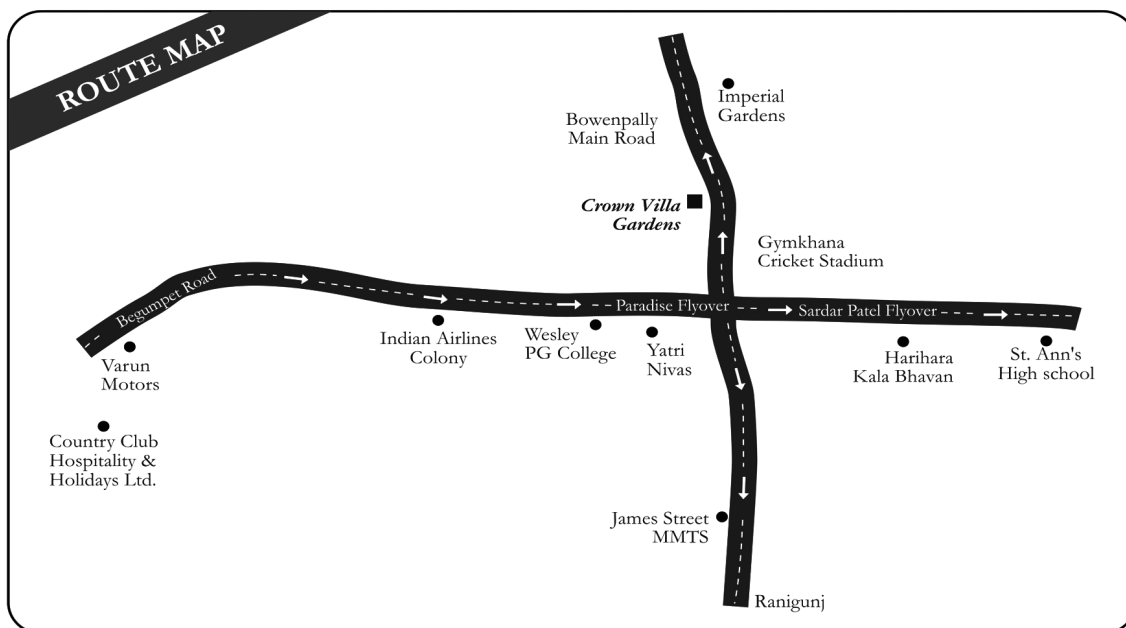 ROUTE MAP
Imperial
Gardens
Bowenpally
Main Road
Crown Villa
Gardens
Gymkhana
Cricket Stadium
Begumpet Road
Paradise Flyover
Sardar Patel Flyover
Varun
Motors
Indian Airlines
Colony
Wesley
PG College
Yatri
Nivas
Harihara
Kala Bhavan
St. Ann's
High school
Country Club
Hospitality &
Holidays Ltd.
James Street
MMTS
Ranigunj